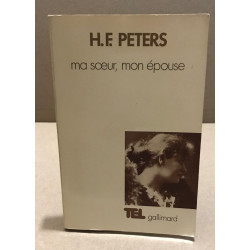 H.F. PETERS
ma sœur, mon épouse
TEL gallimard